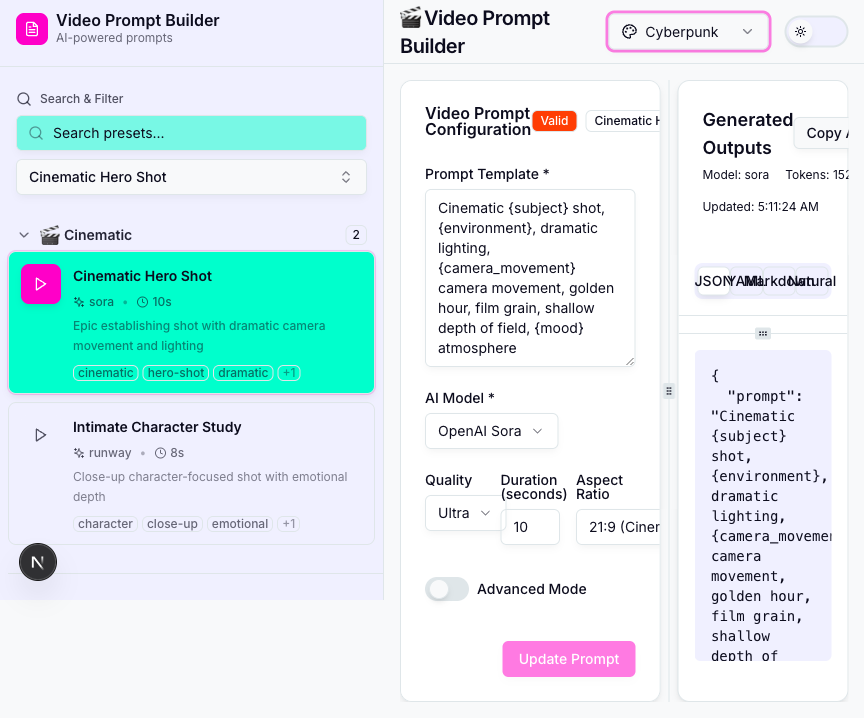 Video Prompt Builder
AI-powered prompts
Search & Filter
Search presets...
Cinematic Hero Shot
🎬 Cinematic
2
Cinematic Hero Shot
sora • 10s
Epic establishing shot with dramatic camera
movement and lighting
cinematic hero-shot dramatic +1
Intimate Character Study
runway • 8s
Close-up character-focused shot with emotional
depth
character close-up emotional +1
N
🎬Video Prompt
Builder
Cyberpunk
Video Prompt
Configuration
Valid
Cinematic H
Prompt Template *
Cinematic {subject} shot,
{environment}, dramatic
lighting,
{camera_movement}
camera movement, golden
hour, film grain, shallow
depth of field, {mood}
atmosphere
AI Model *
OpenAI Sora
Quality
Ultra
Duration
(seconds)
10
Aspect
Ratio
21:9 (Ciner
Advanced Mode
Update Prompt
Generated
Outputs
Copy A
Model: sora Tokens: 152
Updated: 5:11:24 AM
JSON YAML Markdown Natural
{
"prompt":
"Cinematic
{subject}
shot,
{environment},
dramatic
lighting,
{camera_movemen
camera
movement,
golden hour,
film grain,
shallow
depth of